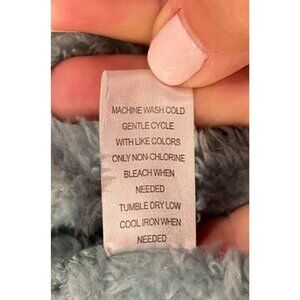 MACHINE WASH COLD
GENTLE CYCLE
WITH LIKE COLORS
ONLY NON-CHLORINE
BLEACH WHEN
NEEDED
TUMBLE DRY LOW
COOL IRON WHEN
NEEDED